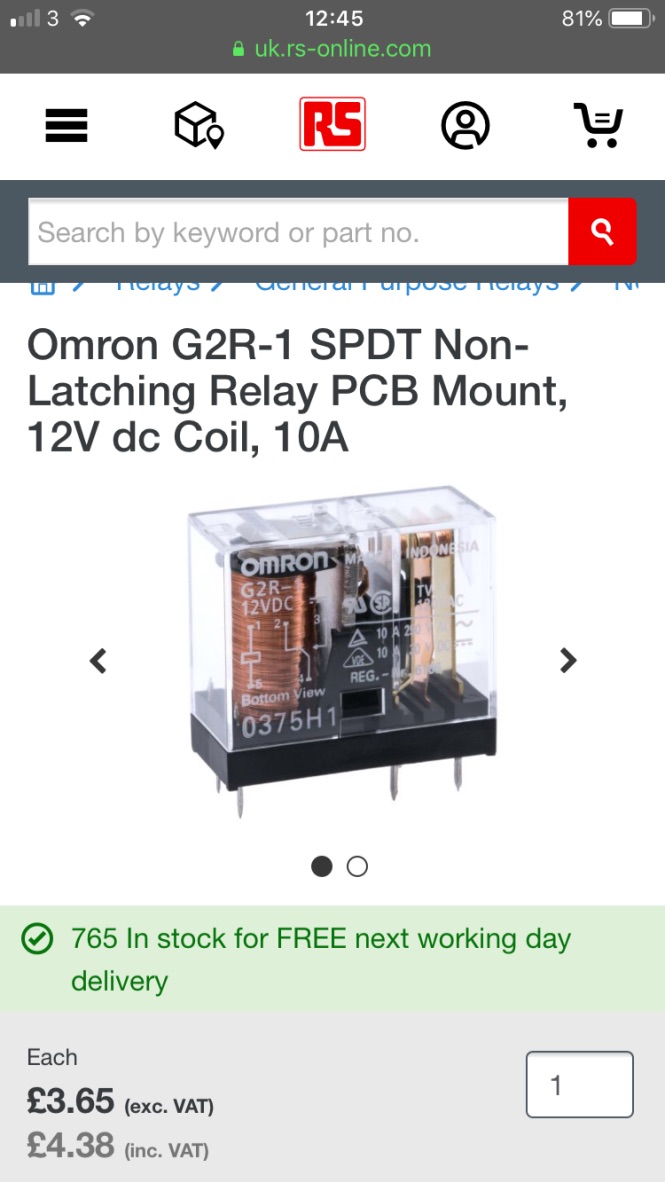 3
12:45
81%
uk.rs-online.com
RS
Search by keyword or part no.
Relays General Purpose Relays
Omron G2R-1 SPDT Non-
Latching Relay PCB Mount,
12V dc Coil, 10A
OMRON
INDONESIA
G2R-
12VDC
1 2 3
10 A
VDE 10 A
REG.-
5 4
Bottom View
0375H1
765 In stock for FREE next working day
delivery
Each
1
£3.65 (exc. VAT)
£4.38 (inc. VAT)